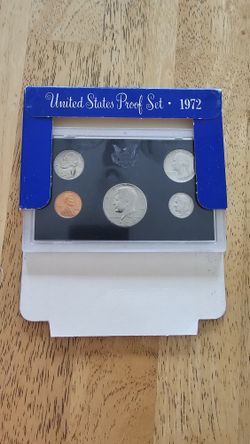 United States Proof Set · 1972